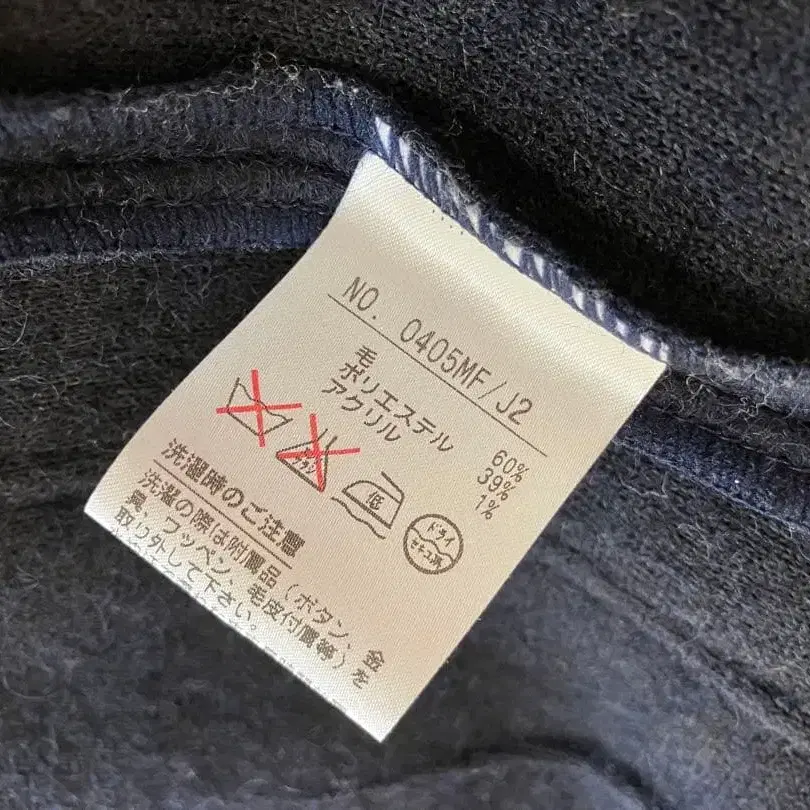 NO. 0405MF/J2
毛 60%
ポリエステル 39%
アクリル 1%
低
ドライ
セキユ系
洗濯時のご注意
洗濯の際は附属品(ボタン、金
具、ワッペン、毛皮付属等)を
取り外して下さい。